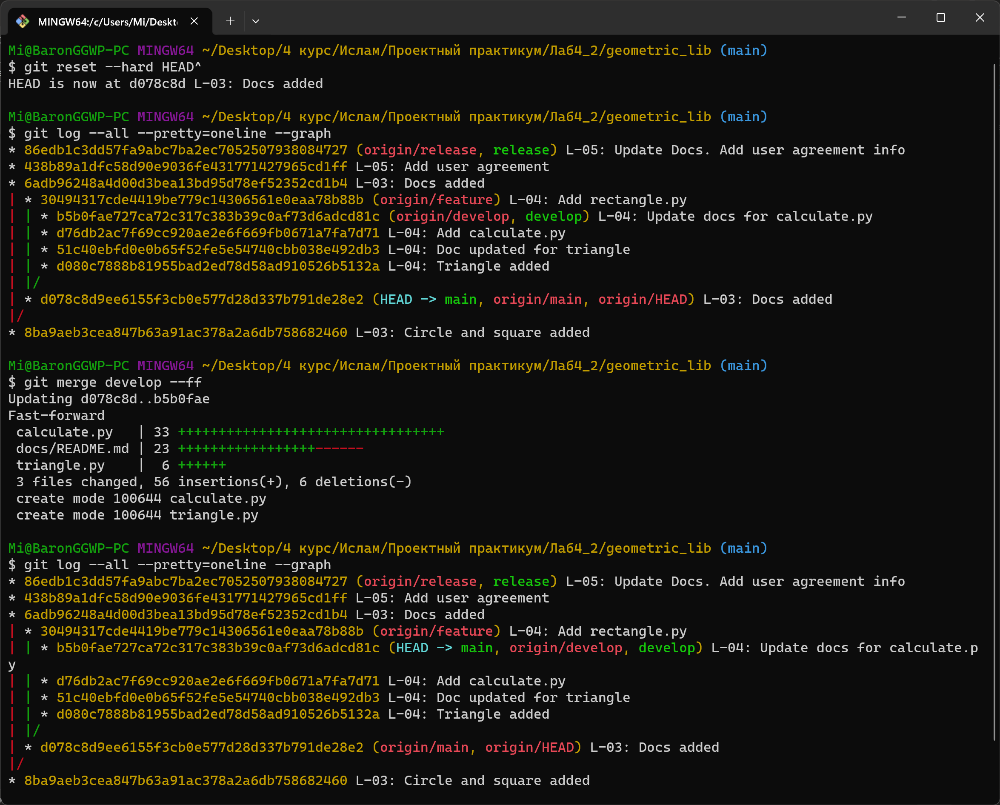 MINGW64:/c/Users/Mi/Deskt
Mi@BaronGGWP-PC MINGW64 ~/Desktop/4 курс/Ислам/Проектный практикум/Лаб4_2/geometric_lib (main)
$ git reset --hard HEAD^
HEAD is now at d078c8d L-03: Docs added
Mi@BaronGGWP-PC MINGW64 ~/Desktop/4 курс/Ислам/Проектный практикум/Лаб4_2/geometric_lib (main)
$ git log --all --pretty=oneline --graph
* 86edb1c3dd57fa9abc7ba2ec7052507938084727 (origin/release, release) L-05: Update Docs. Add user agreement info
* 438b89a1dfc58d90e9036fe431771427965cd1ff L-05: Add user agreement
* 6adb96248a4d00d3bea13bd95d78ef52352cd1b4 L-03: Docs added
| * 30494317cde4419be779c14306561e0eaa78b88b (origin/feature) L-04: Add rectangle.py
| | * b5b0fae727ca72c317c383b39c0af73d6adcd81c (origin/develop, develop) L-04: Update docs for calculate.py
| | * d76db2ac7f69cc920ae2e6f669fb0671a7fa7d71 L-04: Add calculate.py
| | * 51c40ebfd0e0b65f52fe5e54740cbb038e492db3 L-04: Doc updated for triangle
| | * d080c7888b81955bad2ed78d58ad910526b5132a L-04: Triangle added
| |/
| * d078c8d9ee6155f3cb0e577d28d337b791de28e2 (HEAD -> main, origin/main, origin/HEAD) L-03: Docs added
|/
* 8ba9aeb3cea847b63a91ac378a2a6db758682460 L-03: Circle and square added
Mi@BaronGGWP-PC MINGW64 ~/Desktop/4 курс/Ислам/Проектный практикум/Лаб4_2/geometric_lib (main)
$ git merge develop --ff
Updating d078c8d..b5b0fae
Fast-forward
calculate.py   | 33 +++++++++++++++++++++++++++++++++
docs/README.md | 23 +++++++++++++++++------
triangle.py    |  6 ++++++
3 files changed, 56 insertions(+), 6 deletions(-)
create mode 100644 calculate.py
create mode 100644 triangle.py
Mi@BaronGGWP-PC MINGW64 ~/Desktop/4 курс/Ислам/Проектный практикум/Лаб4_2/geometric_lib (main)
$ git log --all --pretty=oneline --graph
* 86edb1c3dd57fa9abc7ba2ec7052507938084727 (origin/release, release) L-05: Update Docs. Add user agreement info
* 438b89a1dfc58d90e9036fe431771427965cd1ff L-05: Add user agreement
* 6adb96248a4d00d3bea13bd95d78ef52352cd1b4 L-03: Docs added
| * 30494317cde4419be779c14306561e0eaa78b88b (origin/feature) L-04: Add rectangle.py
| | * b5b0fae727ca72c317c383b39c0af73d6adcd81c (HEAD -> main, origin/develop, develop) L-04: Update docs for calculate.p
y
| | * d76db2ac7f69cc920ae2e6f669fb0671a7fa7d71 L-04: Add calculate.py
| | * 51c40ebfd0e0b65f52fe5e54740cbb038e492db3 L-04: Doc updated for triangle
| | * d080c7888b81955bad2ed78d58ad910526b5132a L-04: Triangle added
| |/
| * d078c8d9ee6155f3cb0e577d28d337b791de28e2 (origin/main, origin/HEAD) L-03: Docs added
|/
* 8ba9aeb3cea847b63a91ac378a2a6db758682460 L-03: Circle and square added